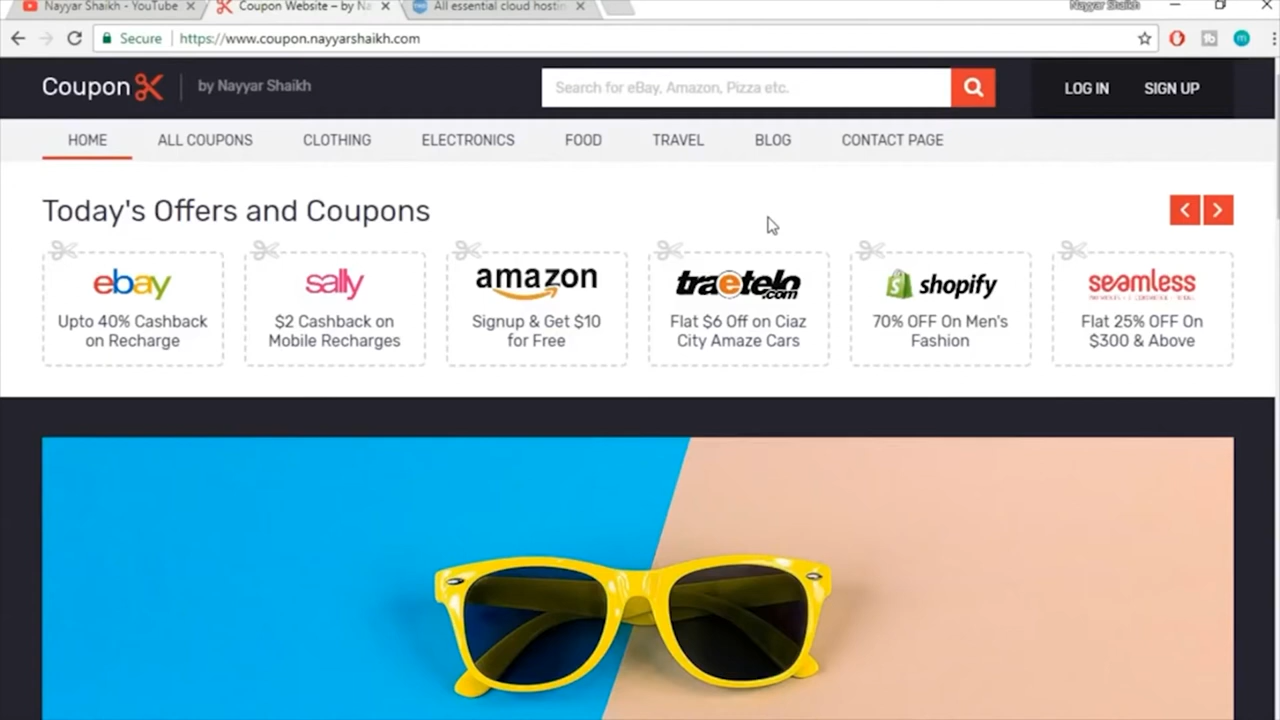 Nayyar Shaikh - YouTube
Coupon Website – by Na
All essential cloud hostin
Nayyar Shaikh
Secure
https://www.coupon.nayyarshaikh.com
Coupon
by Nayyar Shaikh
Search for eBay, Amazon, Pizza etc.
LOG IN
SIGN UP
HOME
ALL COUPONS
CLOTHING
ELECTRONICS
FOOD
TRAVEL
BLOG
CONTACT PAGE
Today's Offers and Coupons
ebay
Upto 40% Cashback
on Recharge
sally
$2 Cashback on
Mobile Recharges
amazon
Signup & Get $10
for Free
traetelo
.com
Flat $6 Off on Ciaz
City Amaze Cars
shopify
70% OFF On Men's
Fashion
seamless
Flat 25% OFF On
$300 & Above